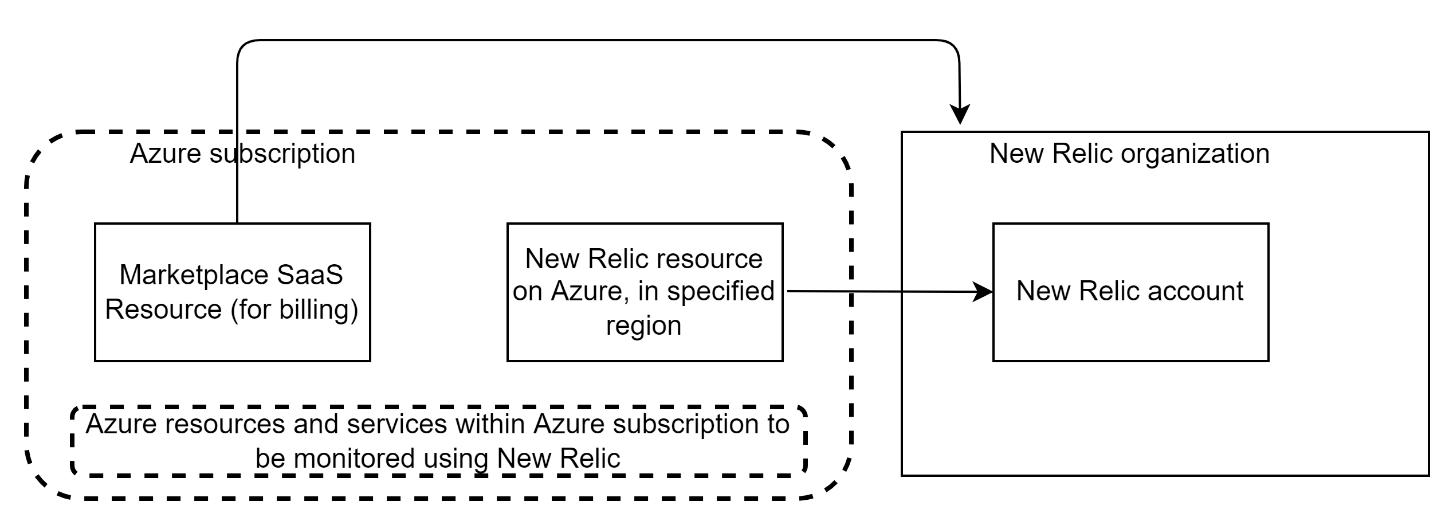 Azure subscription
New Relic organization
Marketplace SaaS
Resource (for billing)
New Relic resource
on Azure, in specified
region
New Relic account
Azure resources and services within Azure subscription to
be monitored using New Relic